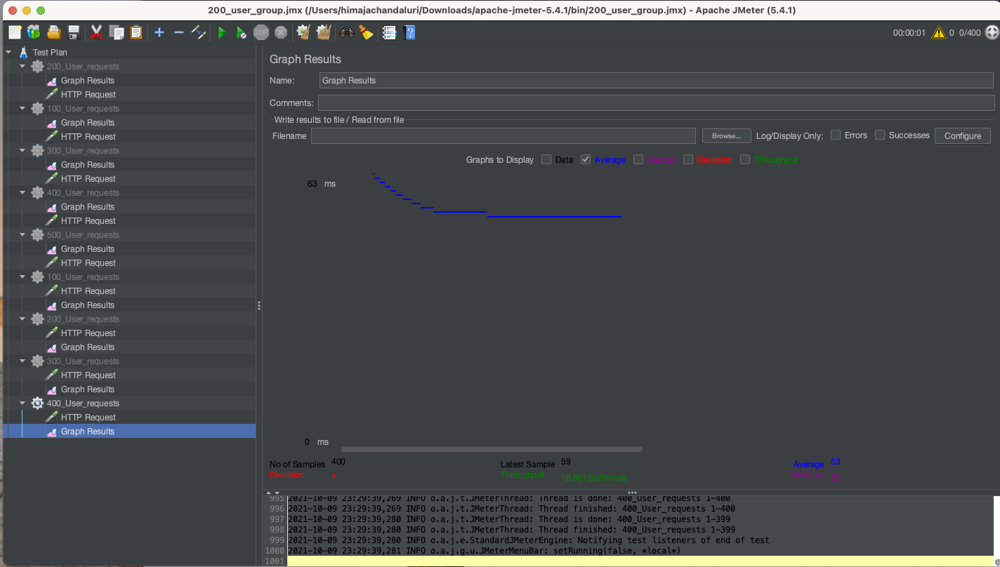 200_user_group.jmx (/Users/himajachandaluri/Downloads/apache-jmeter-5.4.1/bin/200_user_group.jmx) - Apache JMeter (5.4.1)
STOP
00:00:01 0 0/400
Test Plan
200_User_requests
Graph Results
HTTP Request
100_User_requests
Graph Results
HTTP Request
300_User_requests
Graph Results
HTTP Request
400_User_requests
Graph Results
HTTP Request
500_User_requests
Graph Results
HTTP Request
100_User_requests
HTTP Request
Graph Results
200_User_requests
HTTP Request
Graph Results
300_User_requests
HTTP Request
Graph Results
400_User_requests
HTTP Request
Graph Results
Graph Results
Name: Graph Results
Comments:
Write results to file / Read from file
Filename Browse... Log/Display Only: Errors Successes Configure
Graphs to Display Data Average Median Deviation Throughput
63 ms
0 ms
No of Samples 400 Latest Sample 59 Average 53
Deviation 7 Throughput Median
995 2021-10-09 23:29:39,269 INFO o.a.j.t.JMeterThread: Thread is done: 400_User_requests 1-400
996 2021-10-09 23:29:39,269 INFO o.a.j.t.JMeterThread: Thread finished: 400_User_requests 1-400
997 2021-10-09 23:29:39,280 INFO o.a.j.t.JMeterThread: Thread is done: 400_User_requests 1-399
998 2021-10-09 23:29:39,280 INFO o.a.j.t.JMeterThread: Thread finished: 400_User_requests 1-399
999 2021-10-09 23:29:39,280 INFO o.a.j.e.StandardJMeterEngine: Notifying test listeners of end of test
1000 2021-10-09 23:29:39,281 INFO o.a.j.g.u.JMeterMenuBar: setRunning(false, *local*)
1001